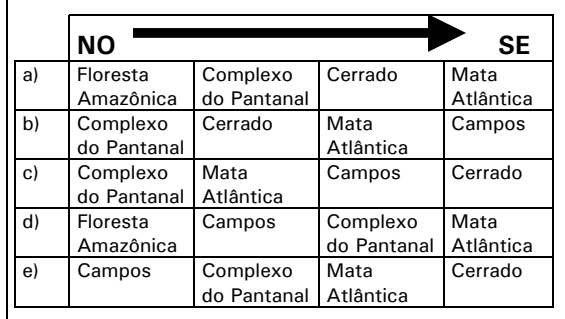 NO SE
a) Floresta Amazônica Complexo do Pantanal Cerrado Mata Atlântica
b) Complexo do Pantanal Cerrado Mata Atlântica Campos
c) Complexo do Pantanal Mata Atlântica Campos Cerrado
d) Floresta Amazônica Campos Complexo do Pantanal Mata Atlântica
e) Campos Complexo do Pantanal Mata Atlântica Cerrado